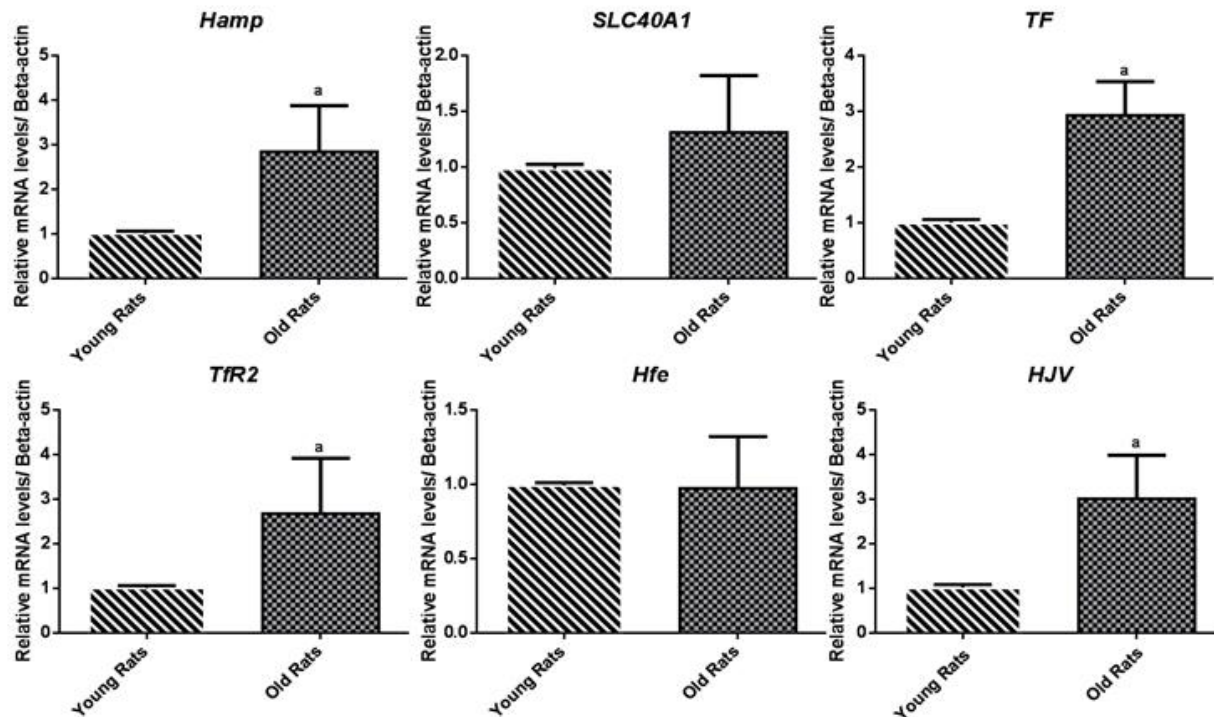 Hamp
SLC40A1
TF
Relative mRNA levels/ Beta-actin
5
4
3
2
1
0
a
Young Rats
Old Rats
Relative mRNA levels/ Beta-actin
2.0
1.5
1.0
0.5
0.0
Young Rats
Old Rats
Relative mRNA levels/ Beta-actin
4
3
2
1
0
a
Young Rats
Old Rats
TfR2
Hfe
HJV
Relative mRNA levels/ Beta-actin
5
4
3
2
1
0
a
Young Rats
Old Rats
Relative mRNA levels/ Beta-actin
1.5
1.0
0.5
0.0
Young Rats
Old Rats
Relative mRNA levels/ Beta-actin
5
4
3
2
1
0
a
Young Rats
Old Rats